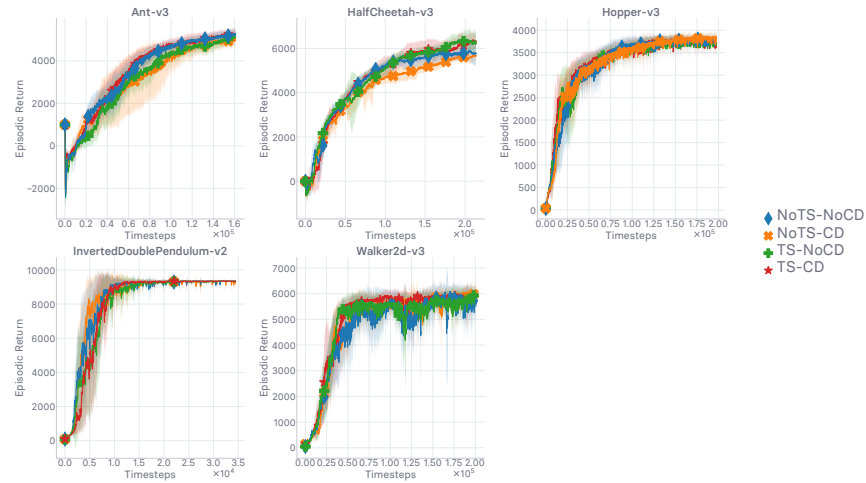 Ant-v3
Episodic Return
4000
2000
0
−2000
0.0 0.2 0.4 0.6 0.8 1.0 1.2 1.4 1.6
Timesteps ×10⁵
HalfCheetah-v3
Episodic Return
6000
4000
2000
0
0.0 0.5 1.0 1.5 2.0
Timesteps ×10⁵
Hopper-v3
Episodic Return
4000
3500
3000
2500
2000
1500
1000
500
0
0.00 0.25 0.50 0.75 1.00 1.25 1.50 1.75 2.00
Timesteps ×10⁵
InvertedDoublePendulum-v2
Episodic Return
10000
8000
6000
4000
2000
0
0.0 0.5 1.0 1.5 2.0 2.5 3.0 3.5
Timesteps ×10⁴
Walker2d-v3
Episodic Return
7000
6000
5000
4000
3000
2000
1000
0
0.00 0.25 0.50 0.75 1.00 1.25 1.50 1.75 2.00
Timesteps ×10⁵
NoTS-NoCD
NoTS-CD
TS-NoCD
TS-CD